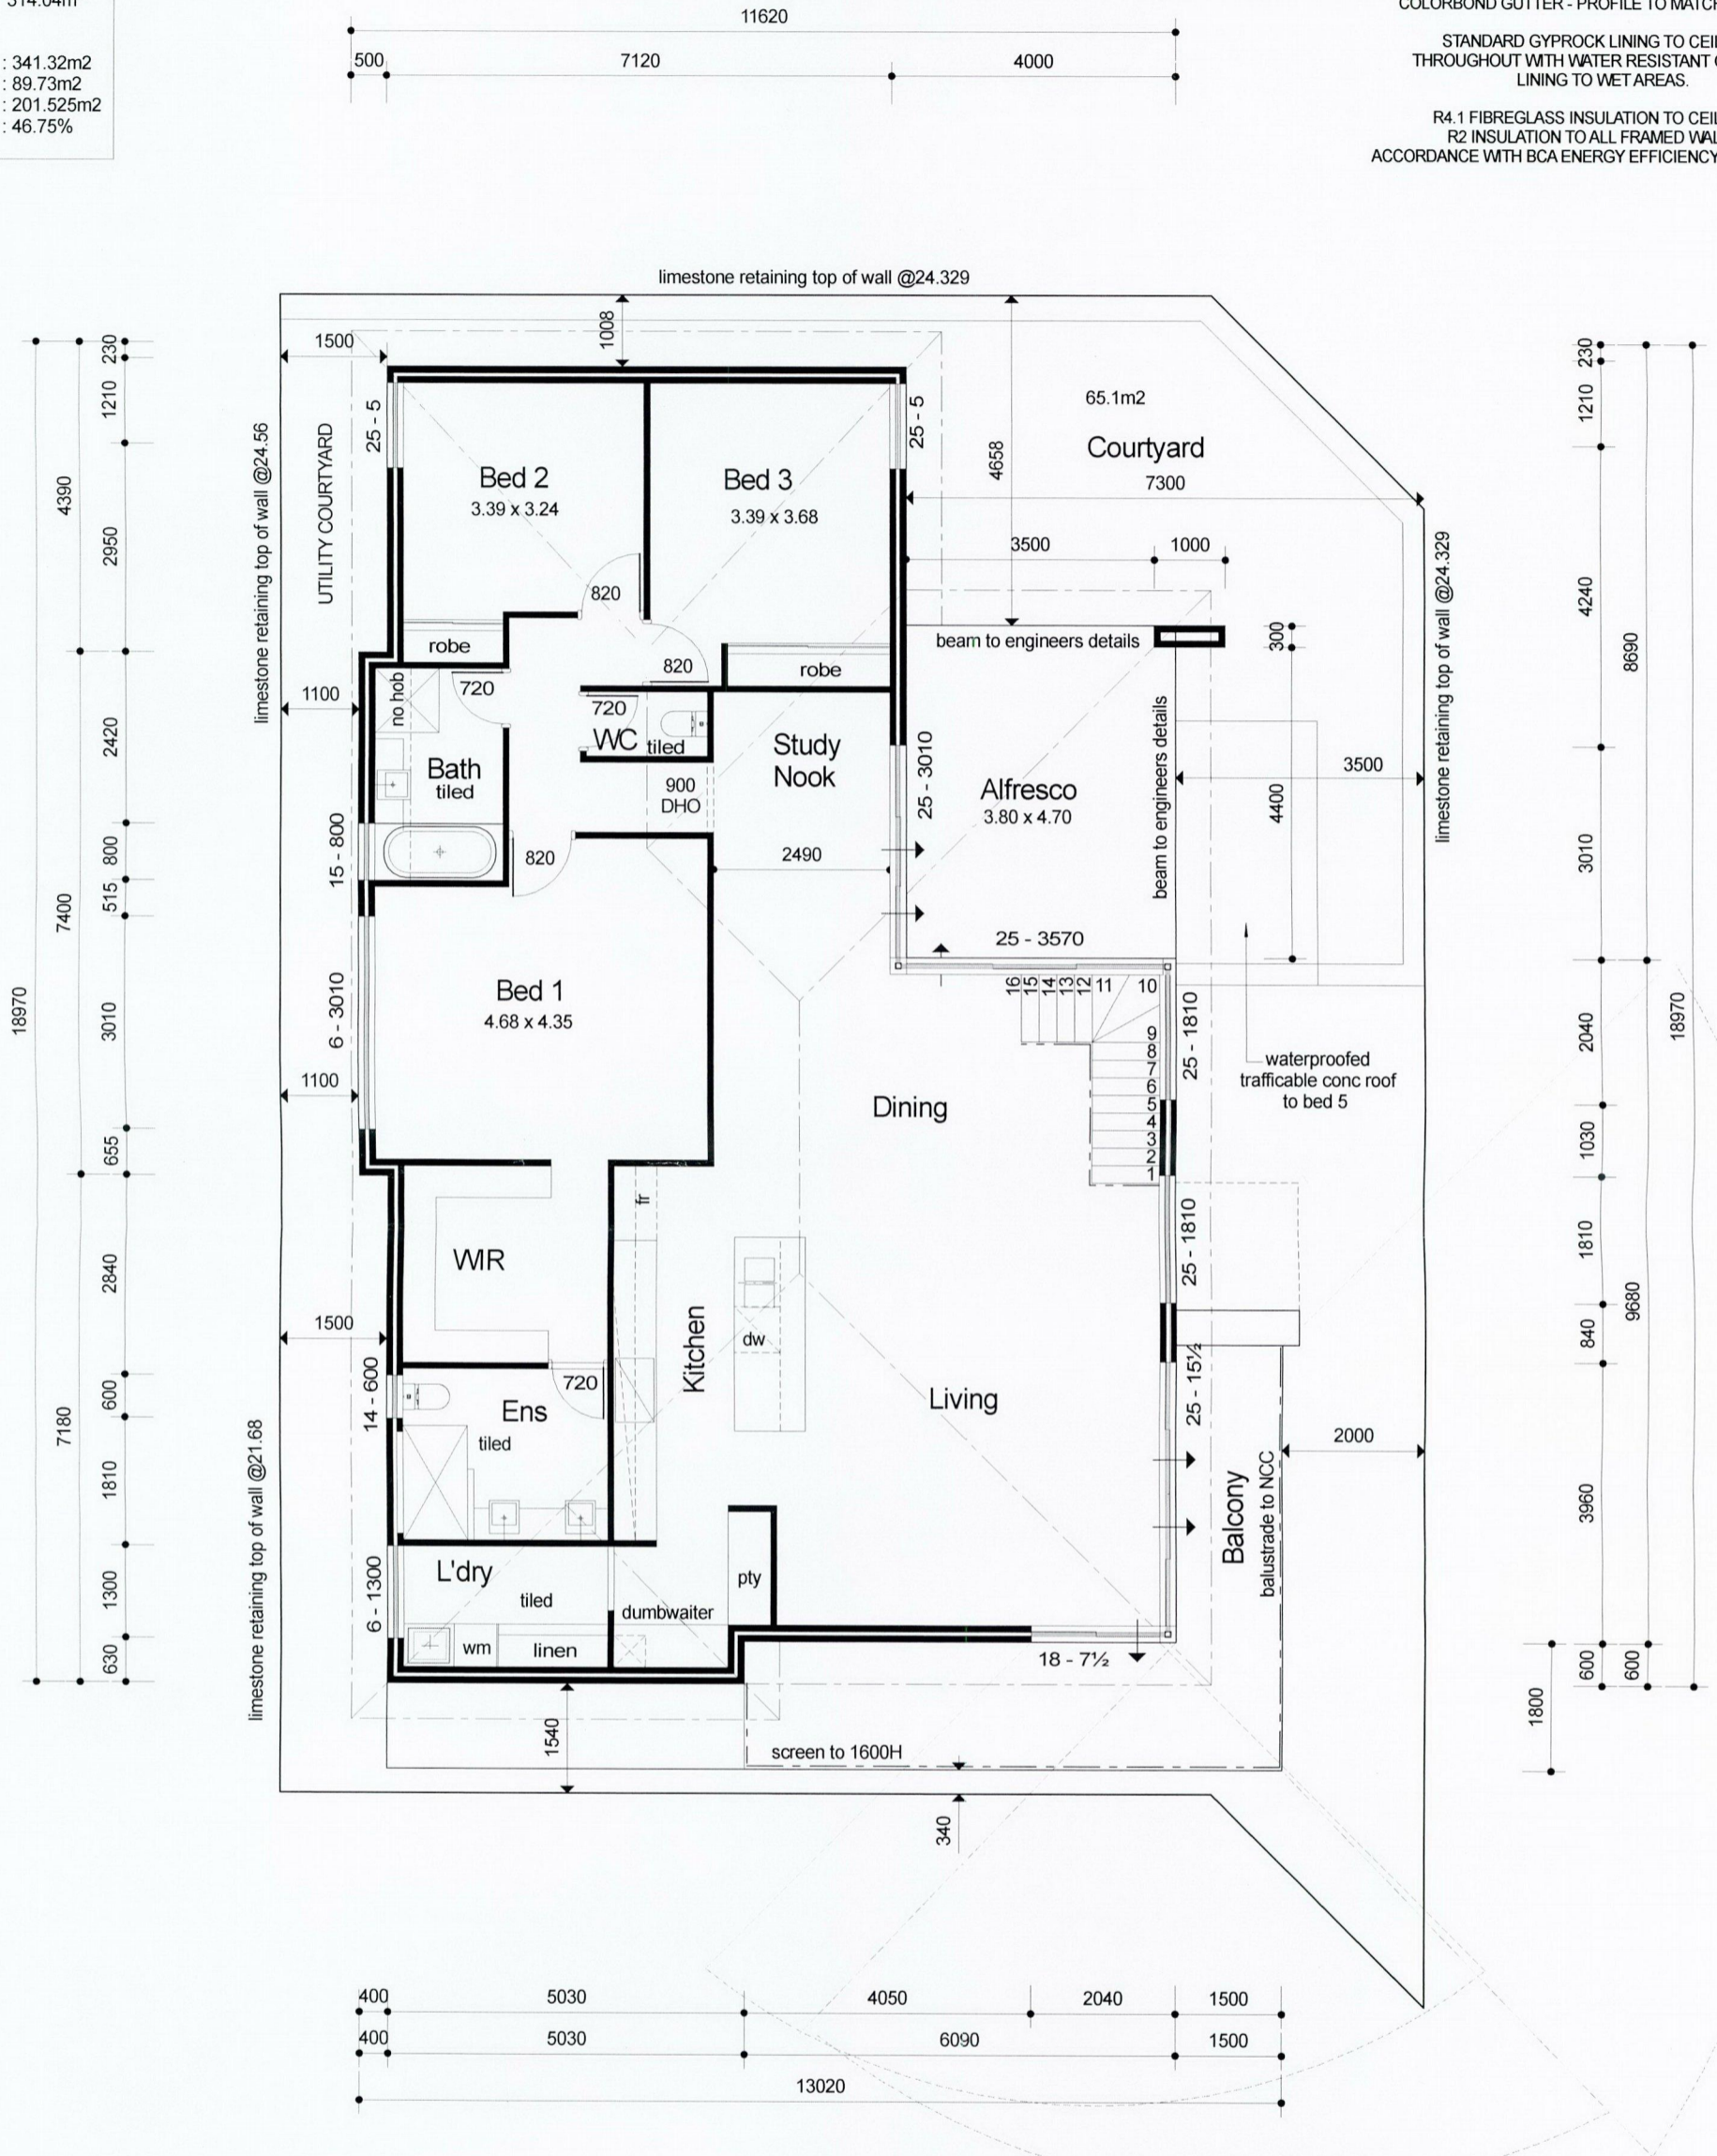 : 341.32m2
: 89.73m2
: 201.525m2
: 46.75%
STANDARD GYPROCK LINING TO
THROUGHOUT WITH WATER RESISTANT
LINING TO WET AREAS.
R4.1 FIBREGLASS INSULATION TO
R2 INSULATION TO ALL FRAMED
ACCORDANCE WITH BCA ENERGY EFFICIENCY
11620
500 7120 4000
limestone retaining top of wall @24.329
1500
1008
230
1210
2950
4390
2420
800
515
7400
3010
18970
655
2840
600
7180
1810
1300
630
limestone retaining top of wall @24.56
UTILITY COURTYARD
25 - 5
Bed 2
3.39 x 3.24
Bed 3
3.39 x 3.68
25 - 5
65.1m2
Courtyard
7300
4658
3500 1000
820
robe
820
robe
beam to engineers details
300
limestone retaining top of wall @24.329
1100
no hob
720
720
WC tiled
Bath
tiled
900
DHO
Study
Nook
25 - 3010
Alfresco
3.80 x 4.70
beam to engineers details
4400
3500
15 - 800
820
2490
25 - 3570
6 - 3010
Bed 1
4.68 x 4.35
1100
16 15 14 13 12 11 10
9
8
7
6
5
4
3
2
1
25 - 1810
waterproofed
trafficable conc roof
to bed 5
Dining
fr
WIR
25 - 1810
Kitchen
dw
1500
14 - 600
720
Ens
tiled
Living
25 - 15½
2000
Balcony
balustrade to NCC
limestone retaining top of wall @21.68
6 - 1300
L'dry
tiled
pty
dumbwaiter
wm
linen
18 - 7½
1540
screen to 1600H
340
230
1210
4240
8690
3010
2040
18970
1030
1810
9680
840
3960
600
600
1800
400 5030 4050 2040 1500
400 5030 6090 1500
13020